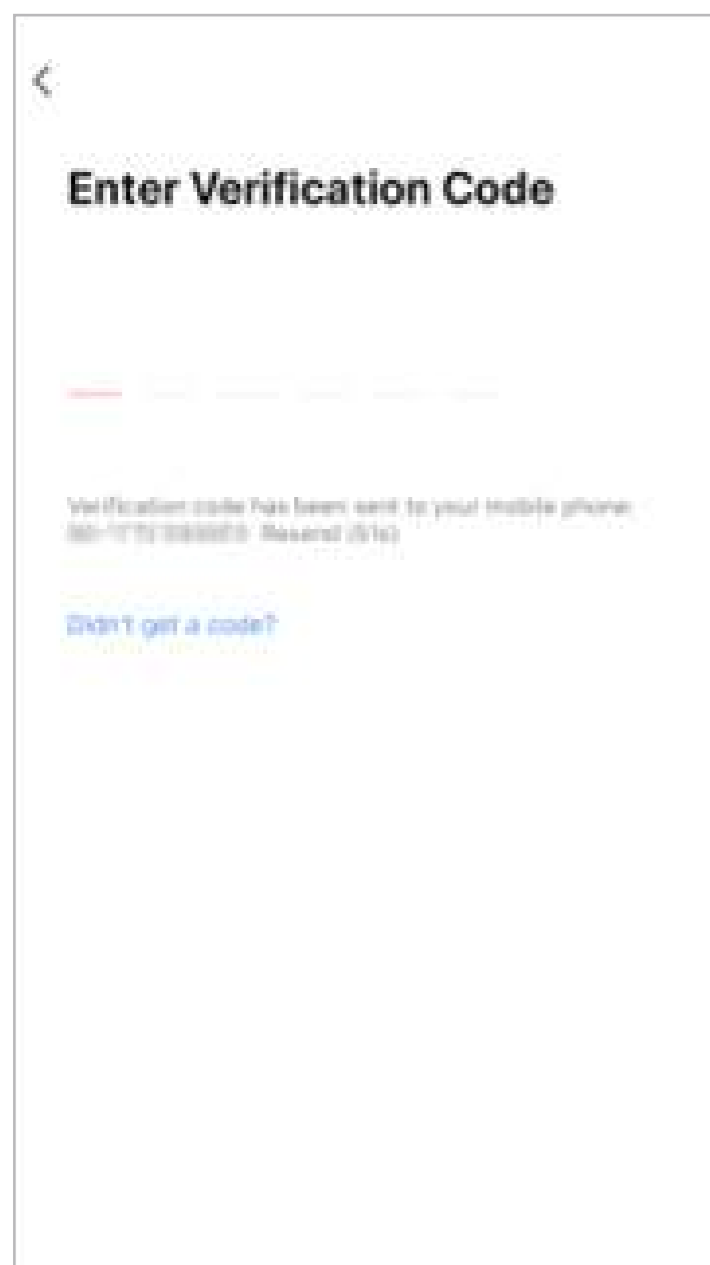 Enter Verification Code
Verification code has been sent to your mobile phone:
Resend
Didn't get a code?